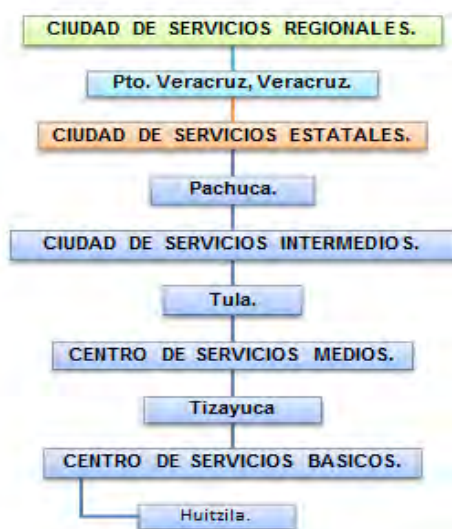 CIUDAD DE SERVICIOS REGIONALES.
Pto. Veracruz, Veracruz.
CIUDAD DE SERVICIOS ESTATALES.
Pachuca.
CIUDAD DE SERVICIOS INTERMEDIOS.
Tula.
CENTRO DE SERVICIOS MEDIOS.
Tizayuca
CENTRO DE SERVICIOS BASICOS.
Huitzila.